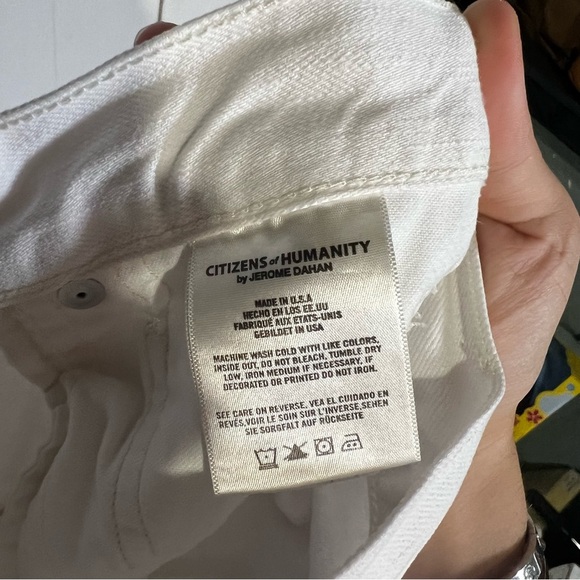 CITIZENS of HUMANITY
by JEROME DAHAN
MADE IN U.S.A
HECHO EN LOS EE.UU
FABRIQUÉ AUX ETATS-UNIS
GEBILDET IN USA
MACHINE WASH COLD WITH LIKE COLORS,
INSIDE OUT, DO NOT BLEACH, TUMBLE DRY
LOW, IRON MEDIUM IF NECESSARY. IF
DECORATED OR PRINTED DO NOT IRON.
SEE CARE ON REVERSE. VEA EL CUIDADO EN
REVÉS,VOIR LE SOIN SUR L'INVERSE,SEHEN
SIE SORGFALT AUF RÜCKSEITE